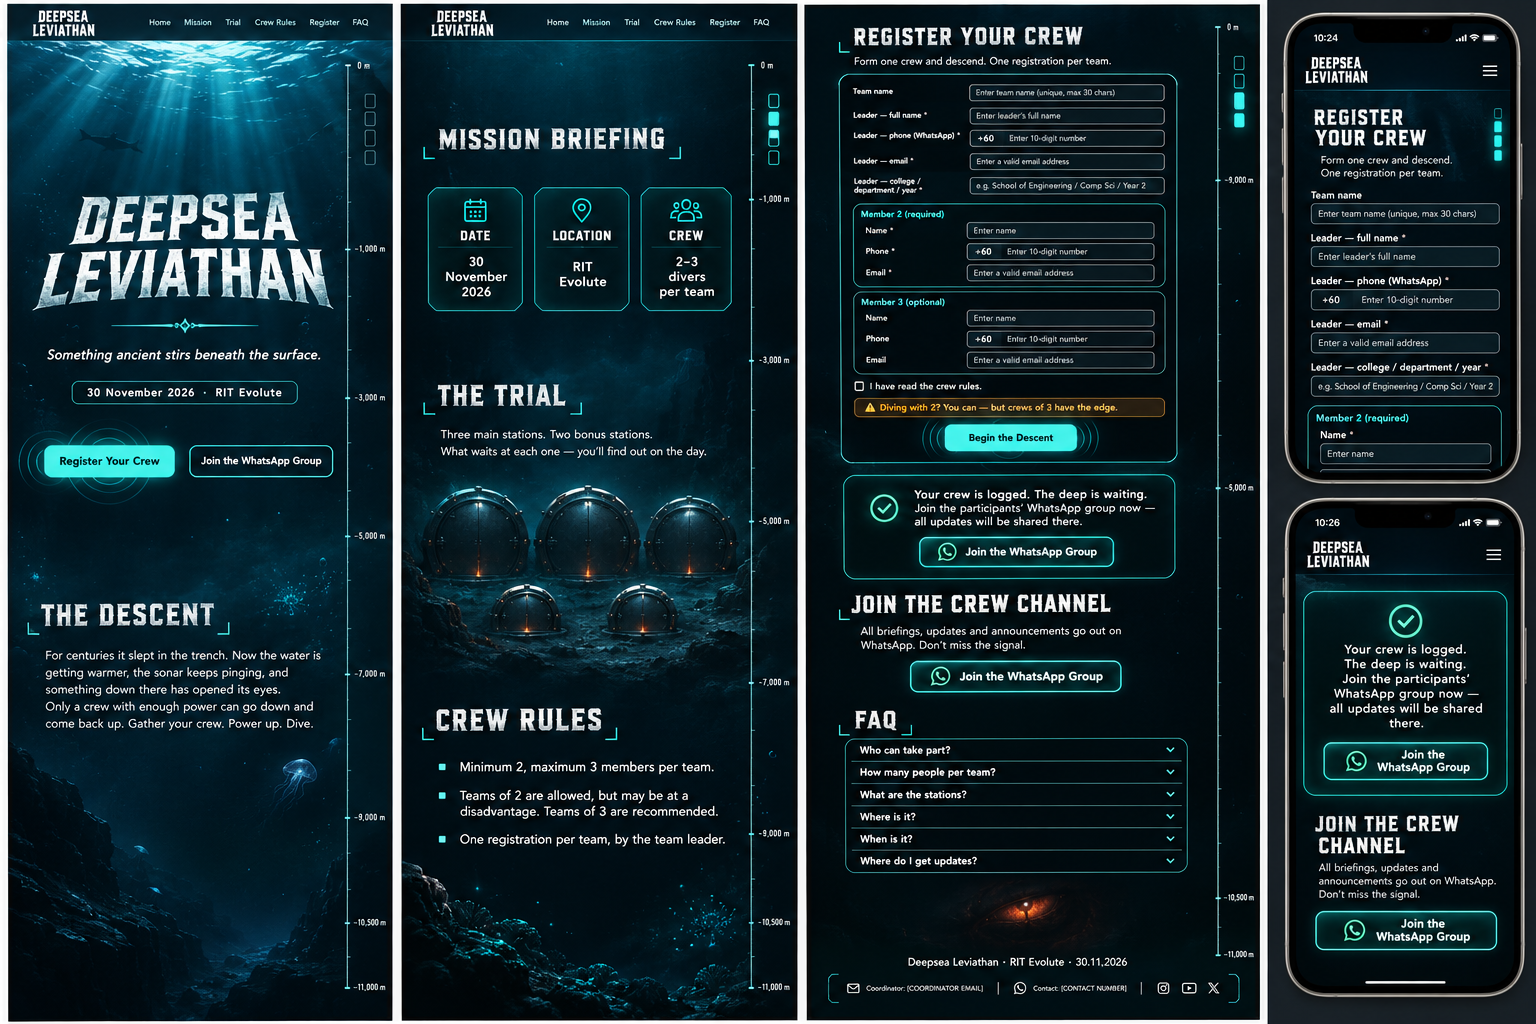 DEEPSEA
LEVIATHAN
Home Mission Trial Crew Rules Register FAQ
0 m
DEEPSEA
LEVIATHAN
~1,000 m
Something ancient stirs beneath the surface.
30 November 2026 · RIT Evolute
~3,000 m
Register Your Crew
Join the WhatsApp Group
~5,000 m
THE DESCENT
For centuries it slept in the trench. Now the water is
getting warmer, the sonar keeps pinging, and
something down there has opened its eyes.
Only a crew with enough power can go down and
come back up. Gather your crew. Power up. Dive.
~7,000 m
~9,000 m
~10,500 m
~11,000 m
DEEPSEA
LEVIATHAN
Home Mission Trial Crew Rules Register FAQ
0 m
MISSION BRIEFING
~1,000 m
DATE
30
November
2026
LOCATION
RIT
Evolute
CREW
2–3
divers
per team
~3,000 m
THE TRIAL
Three main stations. Two bonus stations.
What waits at each one — you'll find out on the day.
~5,000 m
~7,000 m
CREW RULES
Minimum 2, maximum 3 members per team.
Teams of 2 are allowed, but may be at a
disadvantage. Teams of 3 are recommended.
One registration per team, by the team leader.
~9,000 m
~10,500 m
~11,000 m
REGISTER YOUR CREW
Form one crew and descend. One registration per team.
0 m
Team name
Enter team name (unique, max 30 chars)
Leader — full name *
Enter leader's full name
Leader — phone (WhatsApp) *
+60 Enter 10-digit number
Leader — email *
Enter a valid email address
Leader — college /
department / year *
e.g. School of Engineering / Comp Sci / Year 2
~9,000 m
Member 2 (required)
Name *
Enter name
Phone *
+60 Enter 10-digit number
Email *
Enter a valid email address
Member 3 (optional)
Name
Enter name
Phone
+60 Enter 10-digit number
Email
Enter a valid email address
I have read the crew rules.
Diving with 2? You can — but crews of 3 have the edge.
Begin the Descent
~5,000 m
Your crew is logged. The deep is waiting.
Join the participants' WhatsApp group now —
all updates will be shared there.
Join the WhatsApp Group
JOIN THE CREW CHANNEL
All briefings, updates and announcements go out on
WhatsApp. Don't miss the signal.
Join the WhatsApp Group
FAQ
Who can take part?
How many people per team?
What are the stations?
Where is it?
When is it?
Where do I get updates?
~10,500 m
~11,000 m
Deepsea Leviathan · RIT Evolute · 30.11,2026
Coordinator: [COORDINATOR EMAIL] | Contact: [CONTACT NUMBER] |
10:24
DEEPSEA
LEVIATHAN
REGISTER
YOUR CREW
Form one crew and descend.
One registration per team.
Team name
Enter team name (unique, max 30 chars)
Leader — full name *
Enter leader's full name
Leader — phone (WhatsApp) *
+60 Enter 10-digit number
Leader — email *
Enter a valid email address
Leader — college / department / year *
e.g. School of Engineering / Comp Sci / Year 2
Member 2 (required)
Name *
Enter name
10:26
DEEPSEA
LEVIATHAN
Your crew is logged.
The deep is waiting.
Join the participants'
WhatsApp group now —
all updates will be shared
there.
Join the
WhatsApp Group
JOIN THE CREW
CHANNEL
All briefings, updates and
announcements go out on WhatsApp.
Don't miss the signal.
Join the
WhatsApp Group